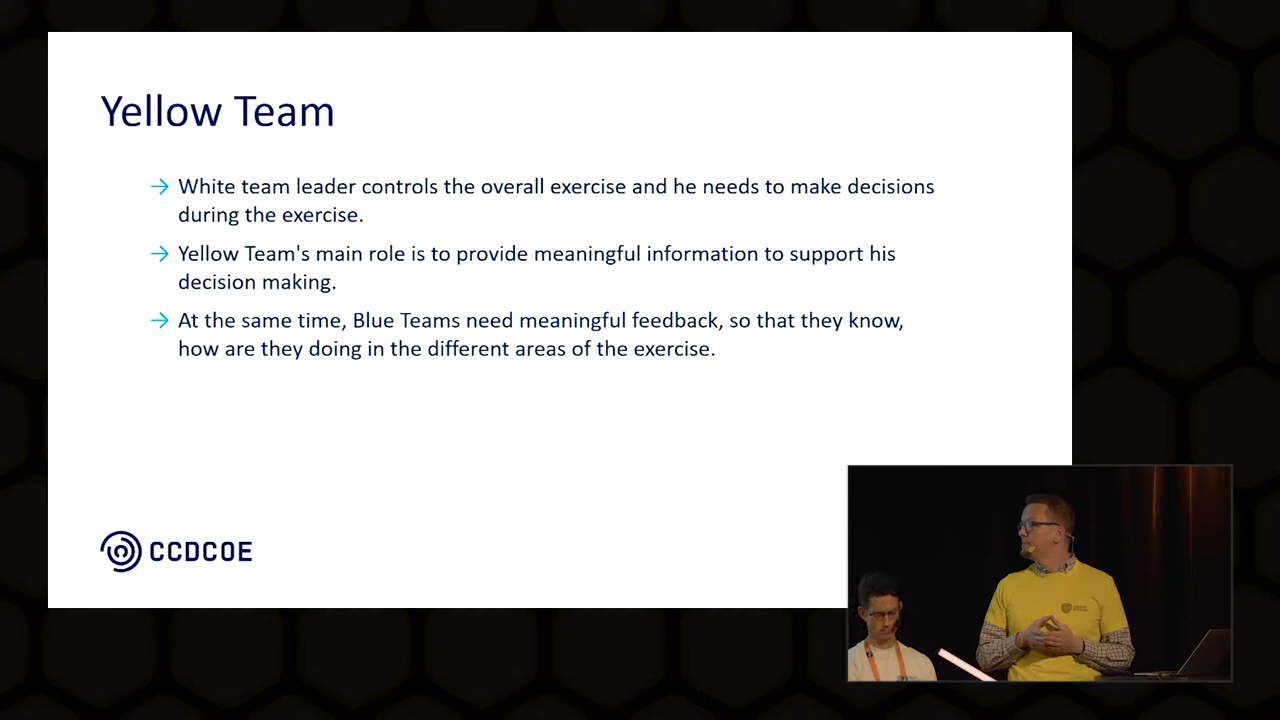 Yellow Team
→ White team leader controls the overall exercise and he needs to make decisions
during the exercise.
→ Yellow Team's main role is to provide meaningful information to support his
decision making.
→ At the same time, Blue Teams need meaningful feedback, so that they know,
how are they doing in the different areas of the exercise.
CCDCOE